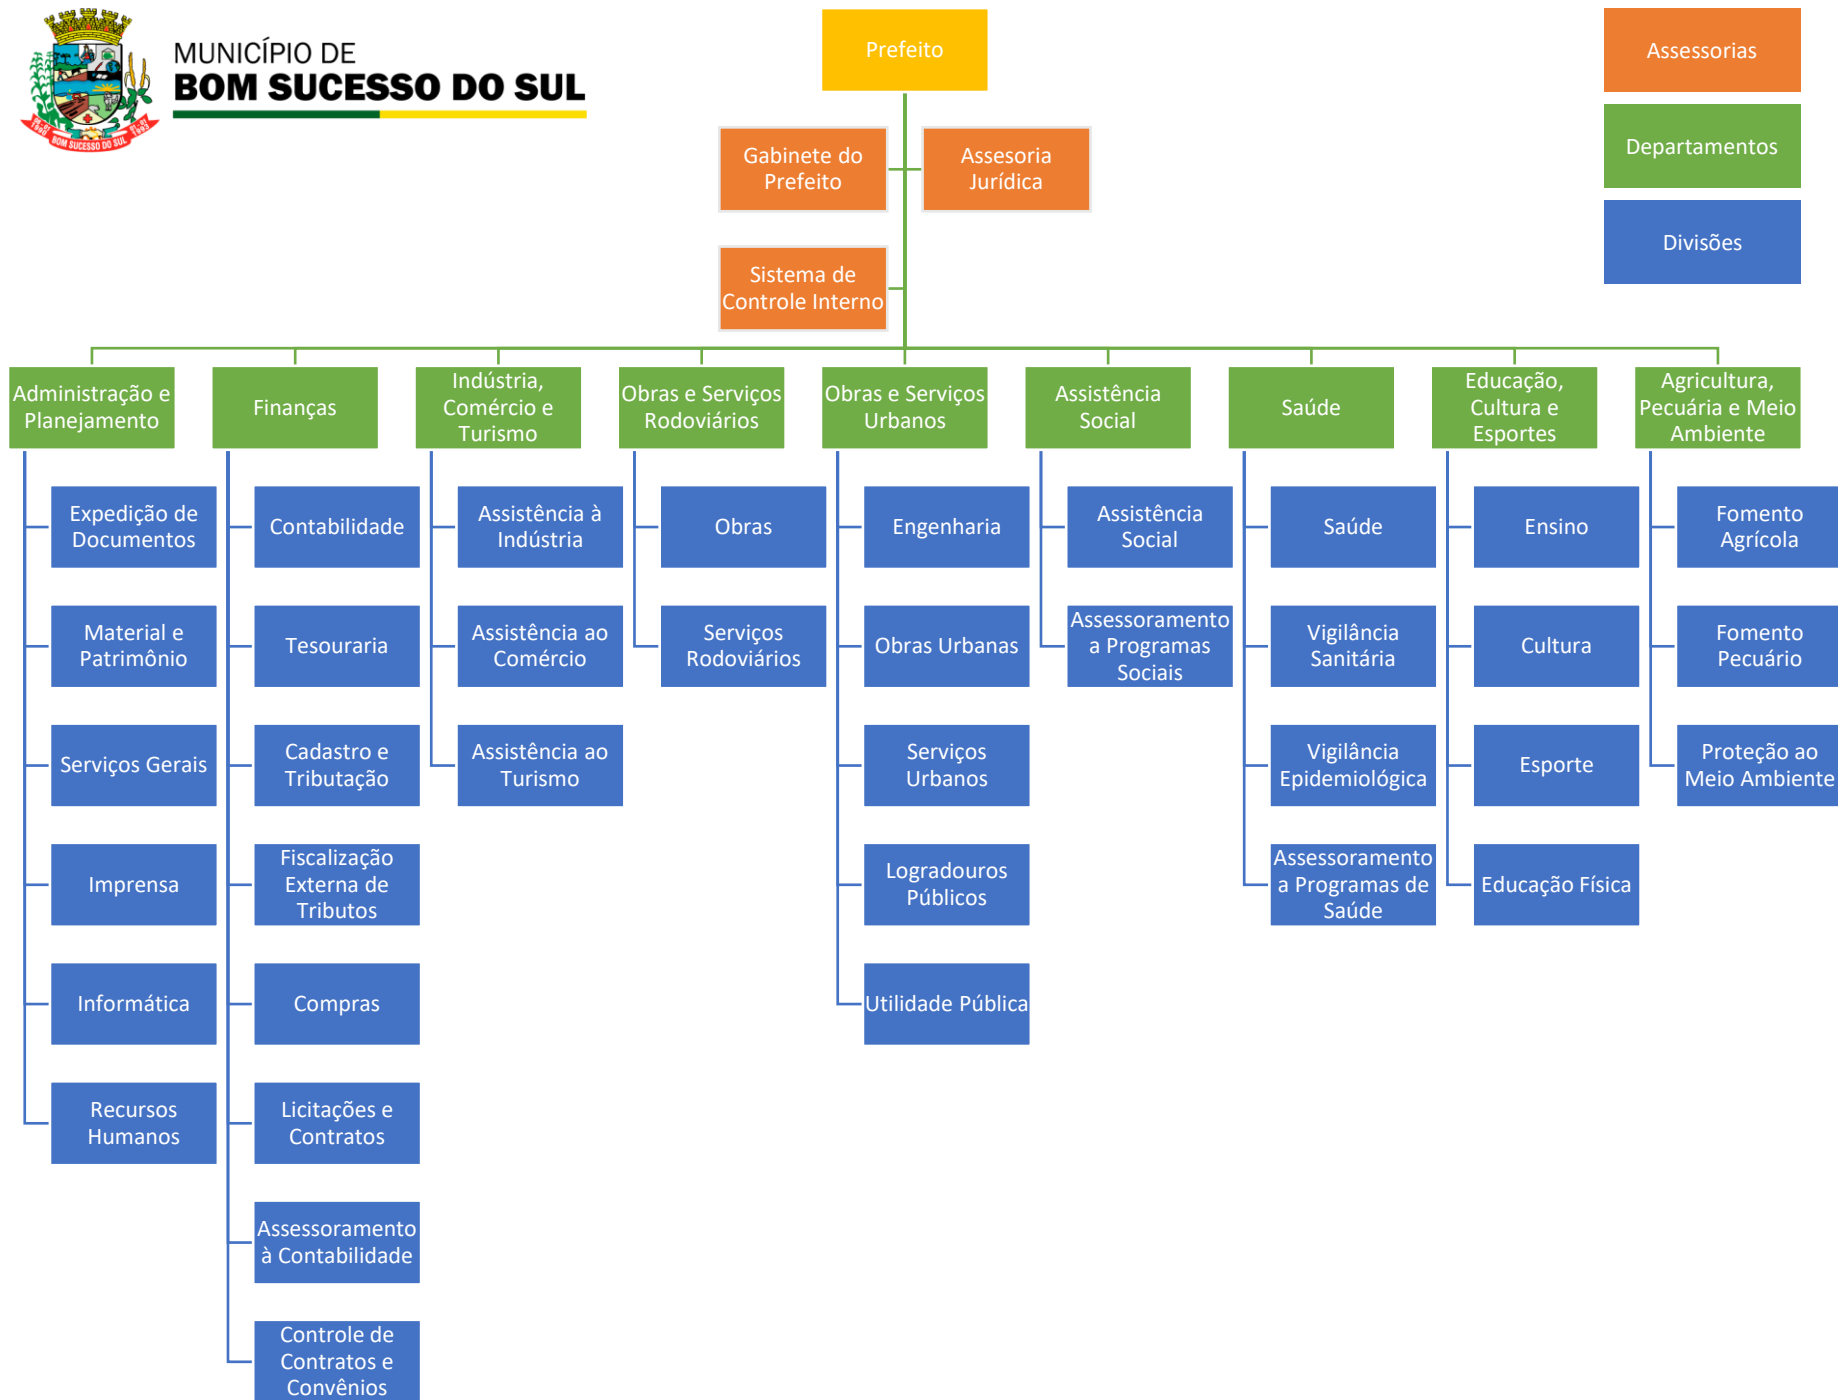 MUNICÍPIO DE
BOM SUCESSO DO SUL
BOM SUCESSO DO SUL
Prefeito
Assessorias
Departamentos
Divisões
Gabinete do
Prefeito
Assesoria
Jurídica
Sistema de
Controle Interno
Administração e
Planejamento
Finanças
Indústria,
Comércio e
Turismo
Obras e Serviços
Rodoviários
Obras e Serviços
Urbanos
Assistência
Social
Saúde
Educação,
Cultura e
Esportes
Agricultura,
Pecuária e Meio
Ambiente
Expedição de
Documentos
Material e
Patrimônio
Serviços Gerais
Imprensa
Informática
Recursos
Humanos
Contabilidade
Tesouraria
Cadastro e
Tributação
Fiscalização
Externa de
Tributos
Compras
Licitações e
Contratos
Assessoramento
à Contabilidade
Controle de
Contratos e
Convênios
Assistência à
Indústria
Assistência ao
Comércio
Assistência ao
Turismo
Obras
Serviços
Rodoviários
Engenharia
Obras Urbanas
Serviços
Urbanos
Logradouros
Públicos
Utilidade Pública
Assistência
Social
Assessoramento
a Programas
Sociais
Saúde
Vigilância
Sanitária
Vigilância
Epidemiológica
Assessoramento
a Programas de
Saúde
Ensino
Cultura
Esporte
Educação Física
Fomento
Agrícola
Fomento
Pecuário
Proteção ao
Meio Ambiente